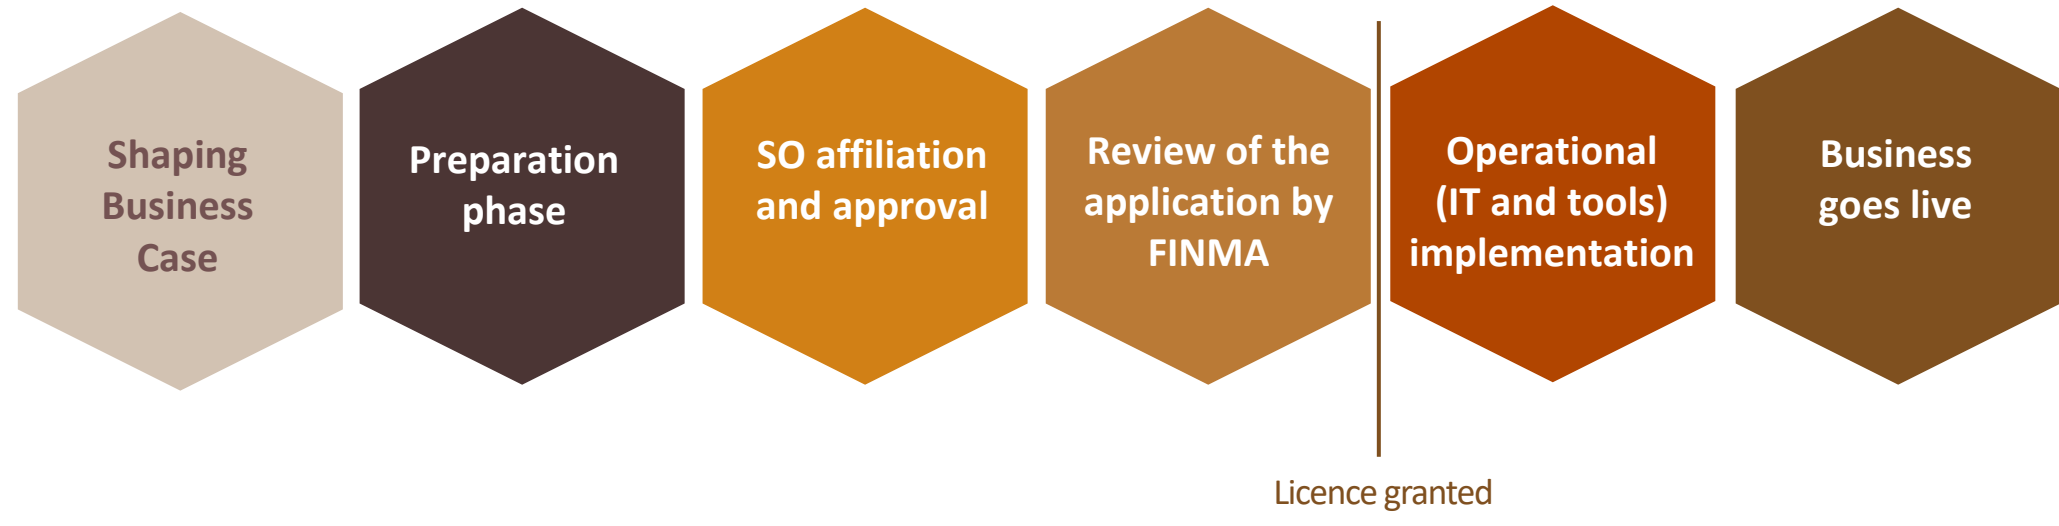 Shaping
Business
Case
Preparation
phase
SO affiliation
and approval
Review of the
application by
FINMA
Operational
(IT and tools)
implementation
Business
goes live
Licence granted